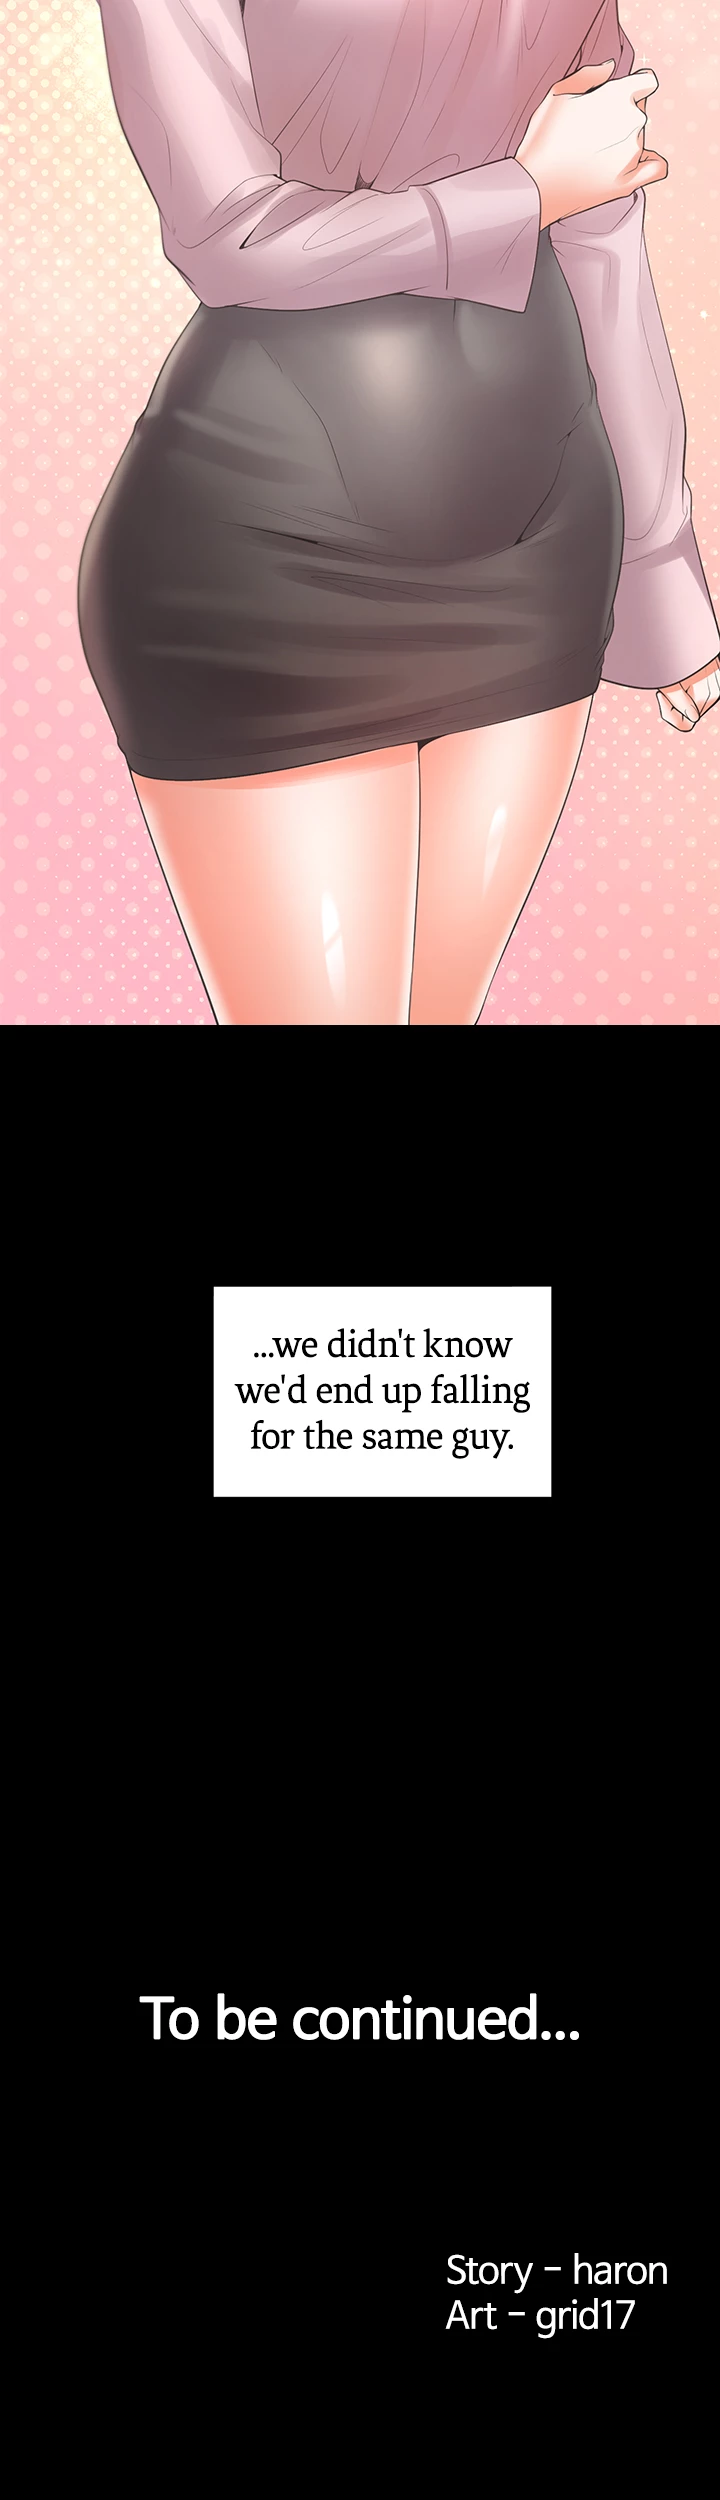 ...we didn't know
we'd end up falling
for the same guy.
To be continued...
Story - haron
Art - grid17